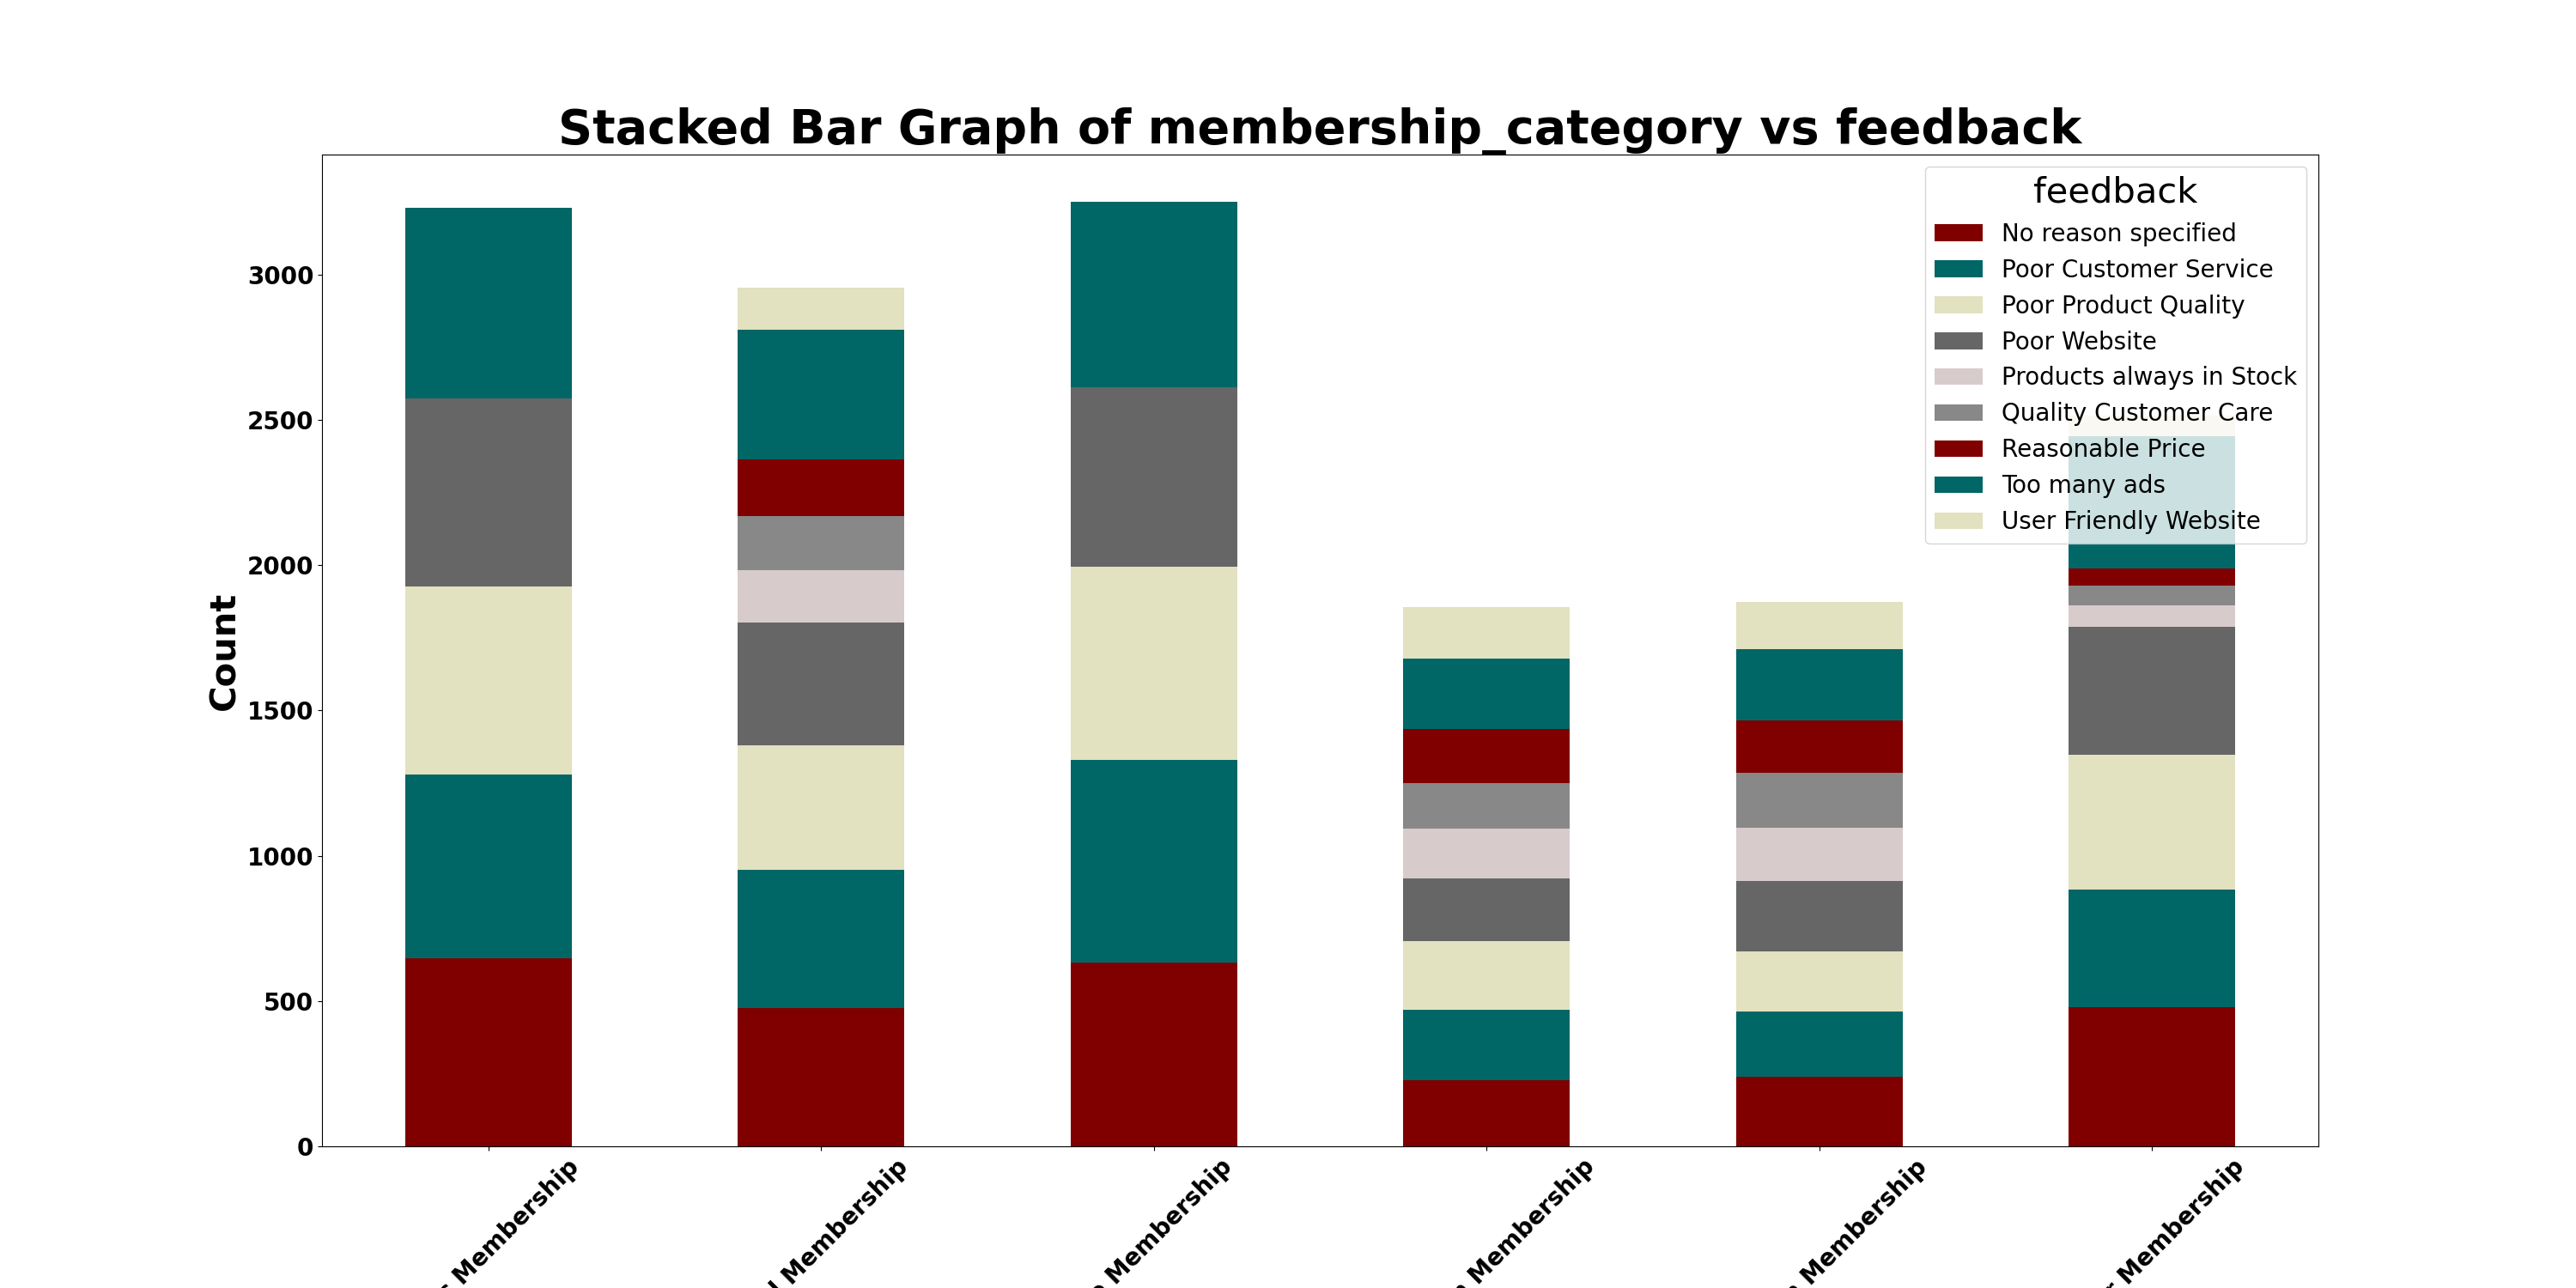 Stacked Bar Graph of membership_category vs feedback
feedback
No reason specified
Poor Customer Service
Poor Product Quality
Poor Website
Products always in Stock
Quality Customer Care
Reasonable Price
Too many ads
User Friendly Website
Count
3000
2500
2000
1500
1000
500
0
Membership
Membership
Membership
Membership
Membership
Membership